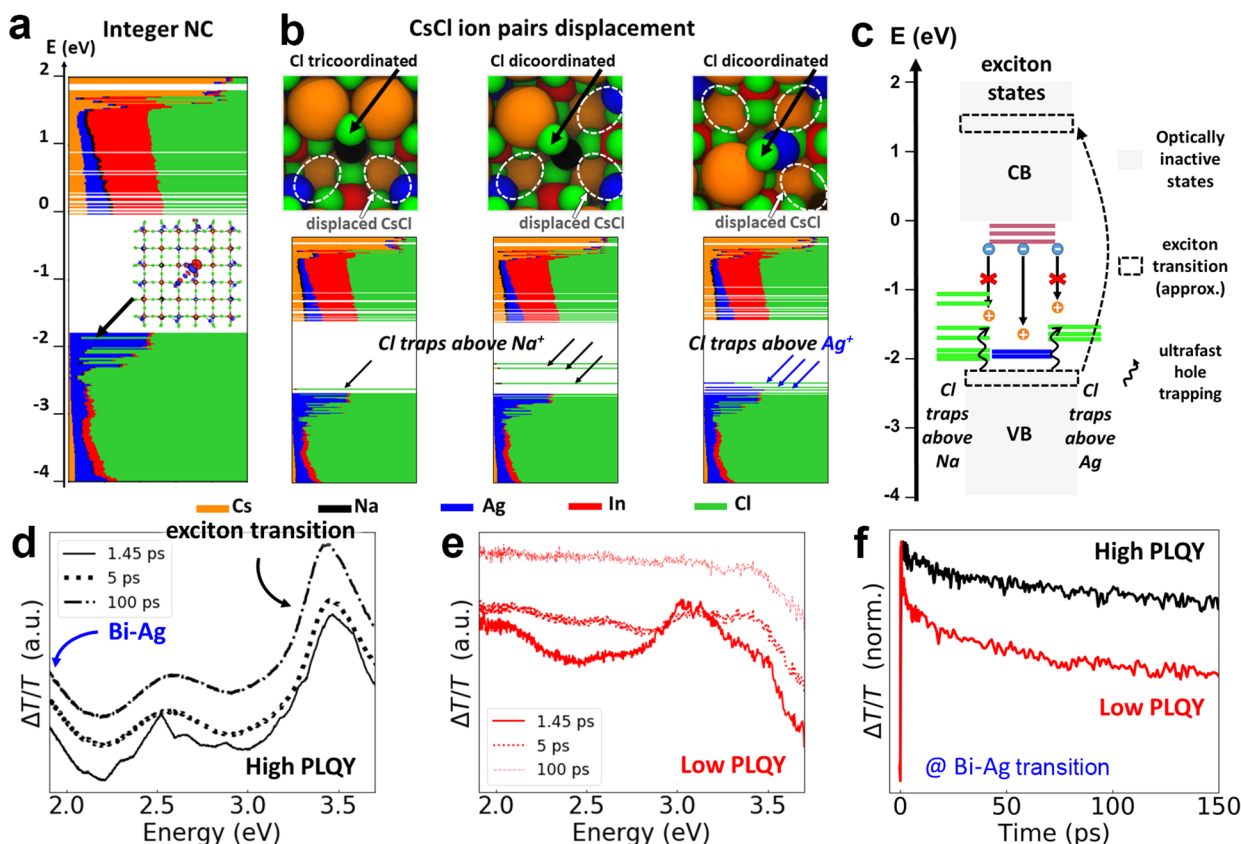 a
Integer NC
E (eV)
2
1
0
-1
-2
-3
-4
b
CsCl ion pairs displacement
Cl tricoordinated
Cl dicoordinated
Cl dicoordinated
displaced CsCl
displaced CsCl
Cl traps above Na+
Cl traps above Ag+
Cs
Na
Ag
In
Cl
c
E (eV)
2
1
0
-1
-2
-3
-4
exciton
states
CB
VB
Cl
traps
above
Na
Cl
traps
above
Ag
Optically
inactive
states
exciton
transition
(approx.)
ultrafast
hole
trapping
d
exciton transition
1.45 ps
5 ps
100 ps
Bi-Ag
High PLQY
ΔT/T (a.u.)
2.0
2.5
3.0
3.5
Energy (eV)
e
1.45 ps
5 ps
100 ps
Low PLQY
ΔT/T (a.u.)
2.0
2.5
3.0
3.5
Energy (eV)
f
High PLQY
Low PLQY
@ Bi-Ag transition
ΔT/T (norm.)
0
50
100
150
Time (ps)